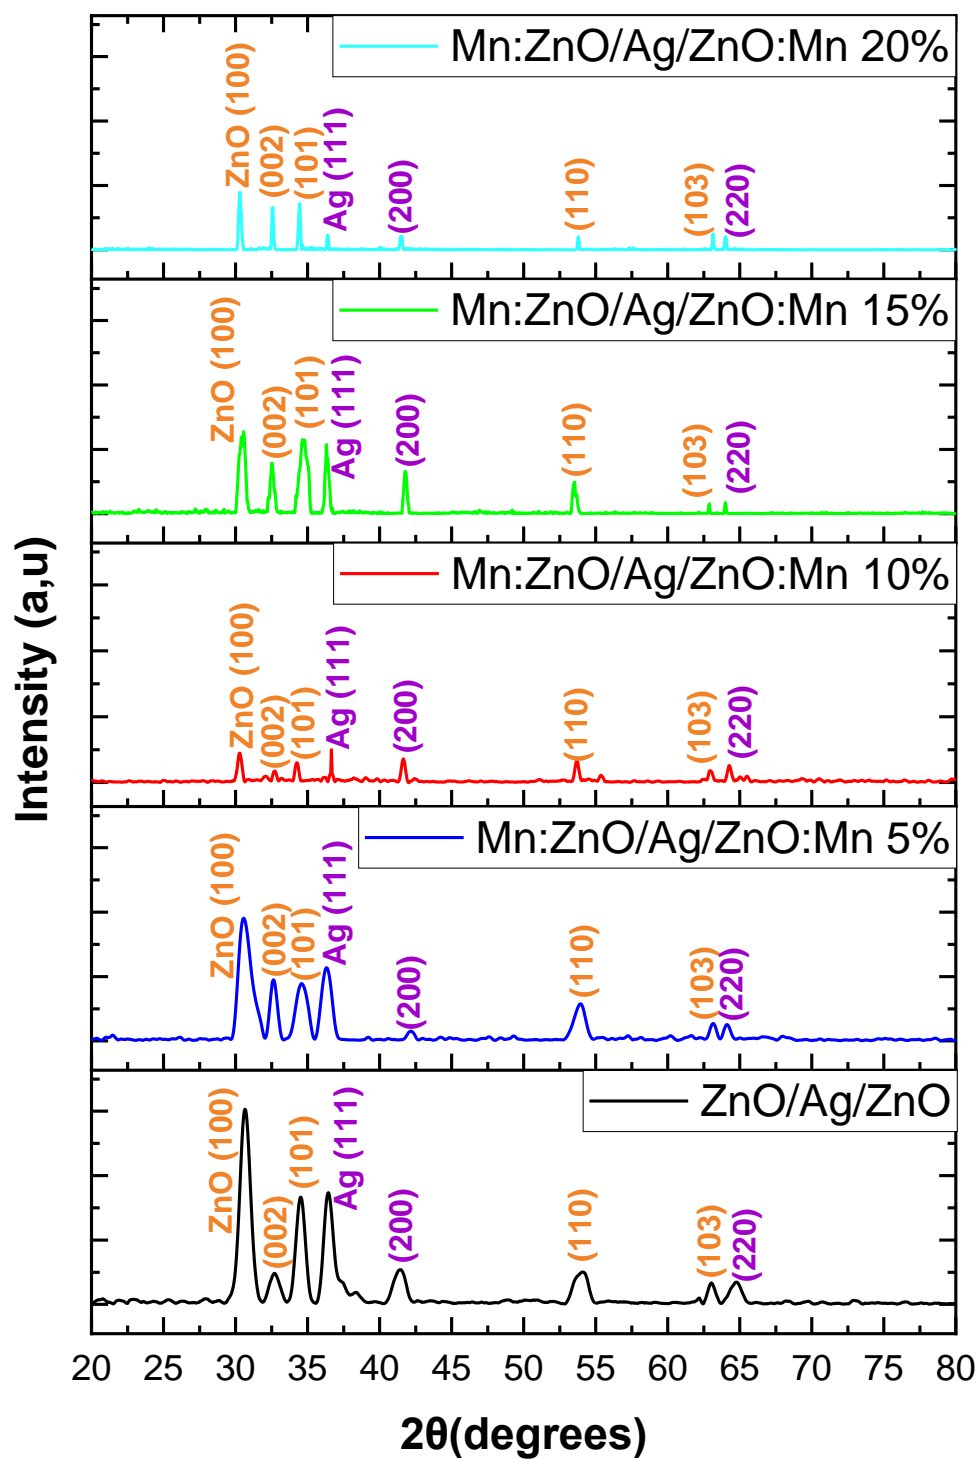 Mn:ZnO/Ag/ZnO:Mn 20%
ZnO (100)
(002)
(101)
Ag (111)
(200)
(110)
(103)
(220)
Mn:ZnO/Ag/ZnO:Mn 15%
ZnO (100)
(002)
(101)
Ag (111)
(200)
(110)
(103)
(220)
Mn:ZnO/Ag/ZnO:Mn 10%
ZnO (100)
(002)
(101)
Ag (111)
(200)
(110)
(103)
(220)
Mn:ZnO/Ag/ZnO:Mn 5%
ZnO (100)
(002)
(101)
Ag (111)
(200)
(110)
(103)
(220)
ZnO/Ag/ZnO
ZnO (100)
(002)
(101)
Ag (111)
(200)
(110)
(103)
(220)
Intensity (a,u)
20 25 30 35 40 45 50 55 60 65 70 75 80
2θ(degrees)